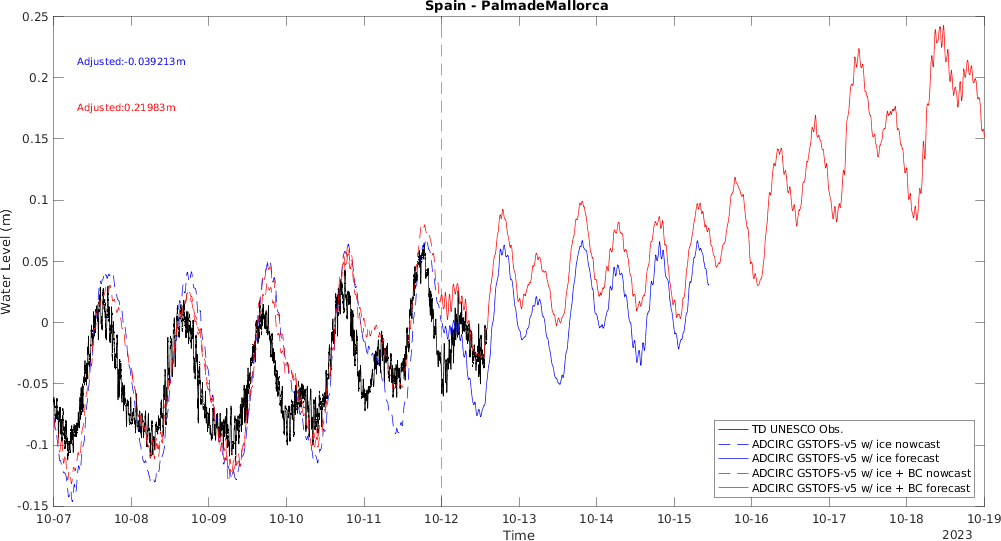 Spain - PalmadeMallorca
0.25
0.2
0.15
0.1
0.05
0
-0.05
-0.1
-0.15
Water Level (m)
Adjusted:-0.039213m
Adjusted:0.21983m
TD UNESCO Obs.
ADCIRC GSTOFS-v5 w/ ice nowcast
ADCIRC GSTOFS-v5 w/ ice forecast
ADCIRC GSTOFS-v5 w/ ice + BC nowcast
ADCIRC GSTOFS-v5 w/ ice + BC forecast
10-07 10-08 10-09 10-10 10-11 10-12 10-13 10-14 10-15 10-16 10-17 10-18 10-19
Time
2023